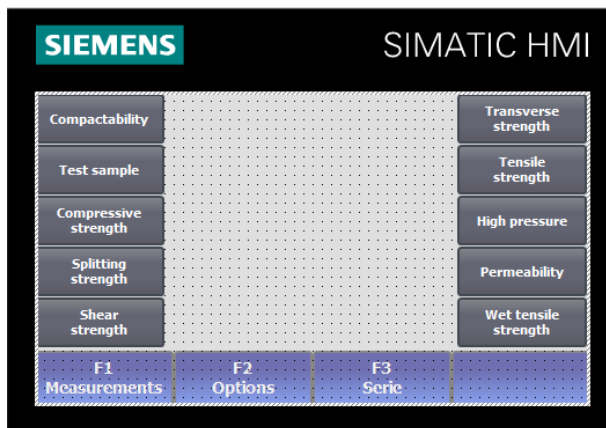 SIEMENS
SIMATIC HMI
Compactability
Test sample
Compressive
strength
Splitting
strength
Shear
strength
Transverse
strength
Tensile
strength
High pressure
Permeability
Wet tensile
strength
F1
Measurements
F2
Options
F3
Serie